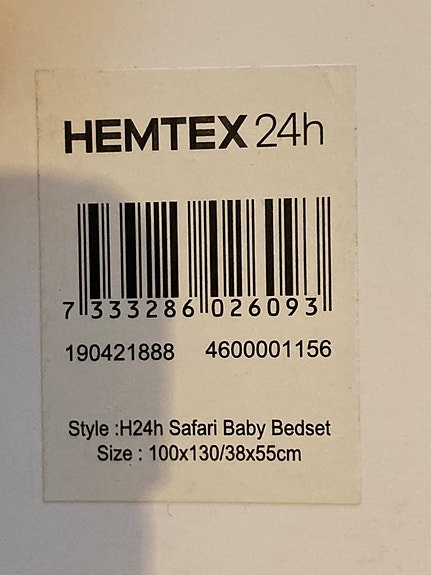 HEMTEX 24h
7 333286 026093
190421888 4600001156
Style :H24h Safari Baby Bedset
Size : 100x130/38x55cm